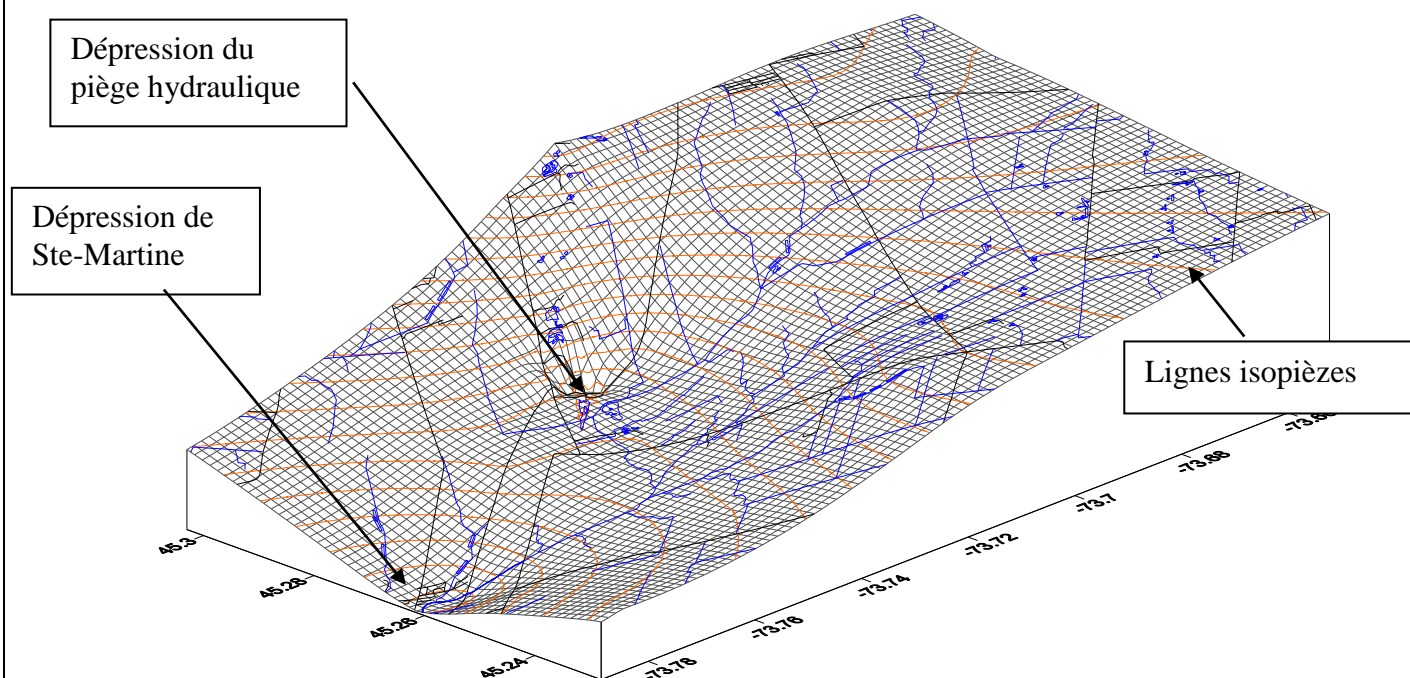 Dépression du
piège hydraulique
Dépression de
Ste-Martine
Lignes isopièzes
45.3
45.28
45.26
45.24
-73.78
-73.76
-73.74
-73.72
-73.7
-73.68